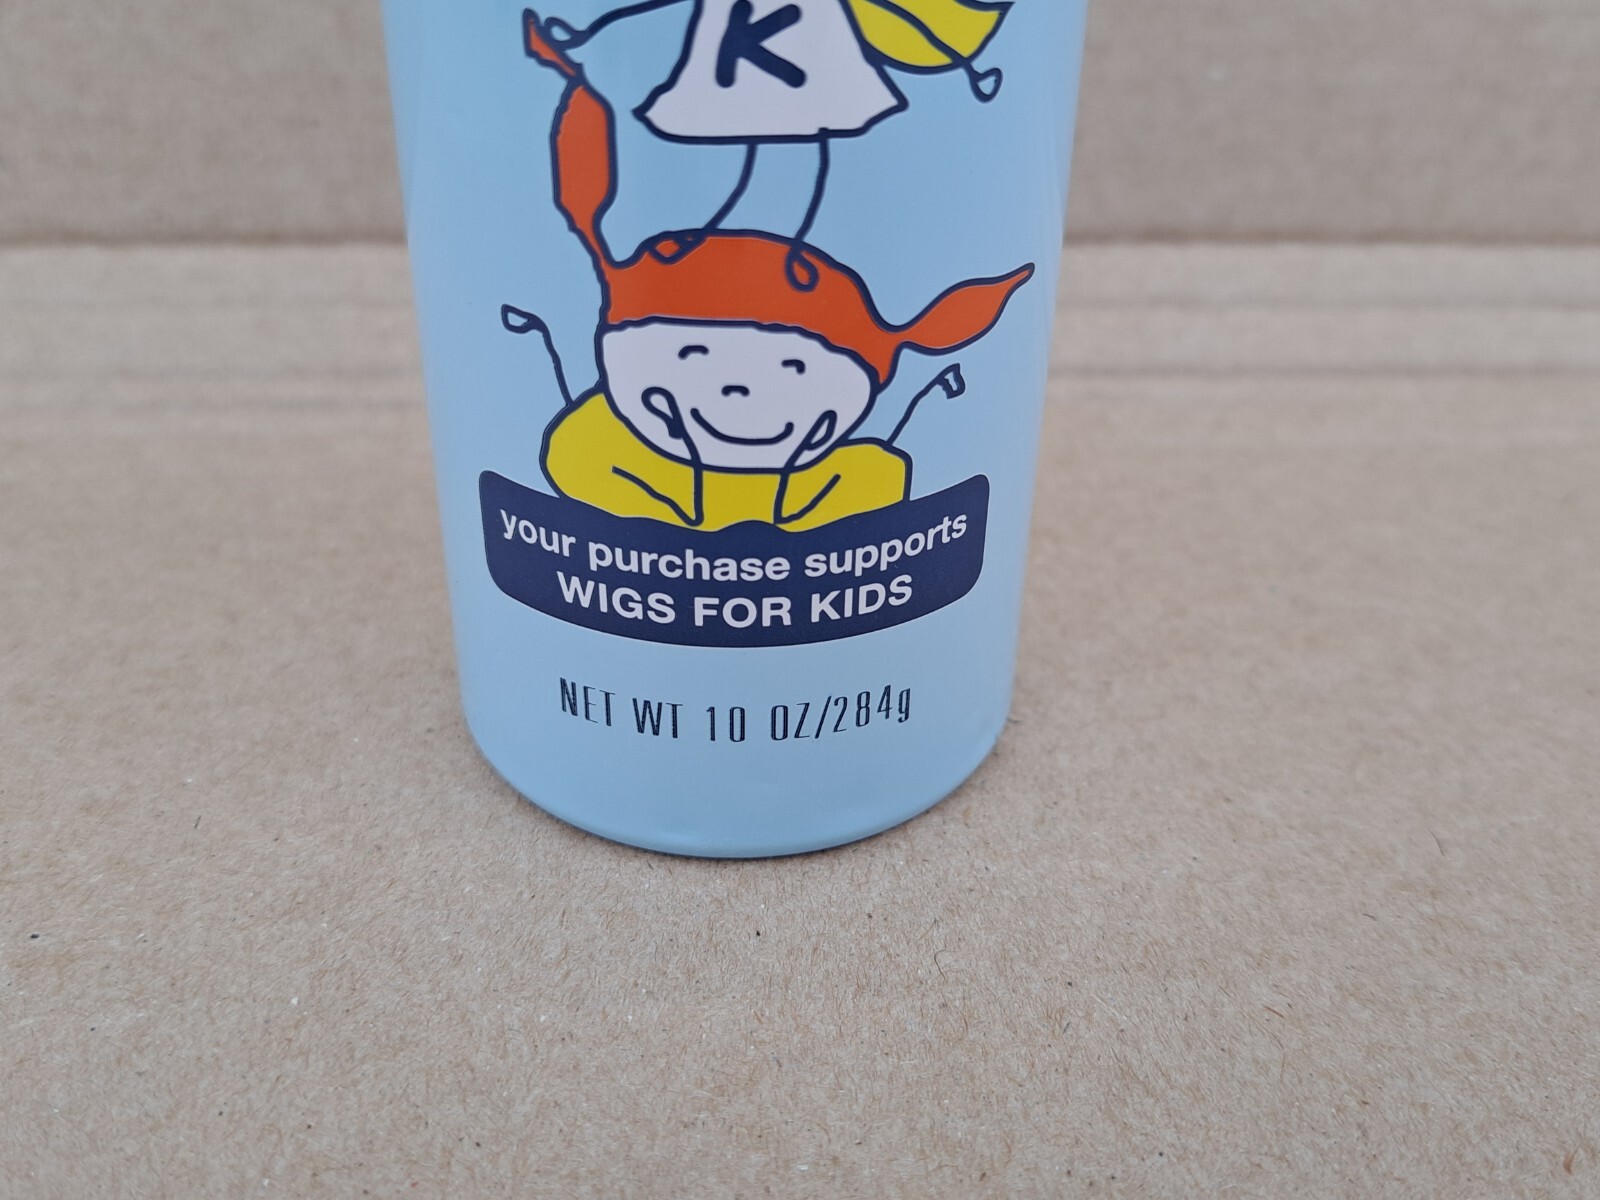 K
your purchase supports
WIGS FOR KIDS
NET WT 10 OZ/284g